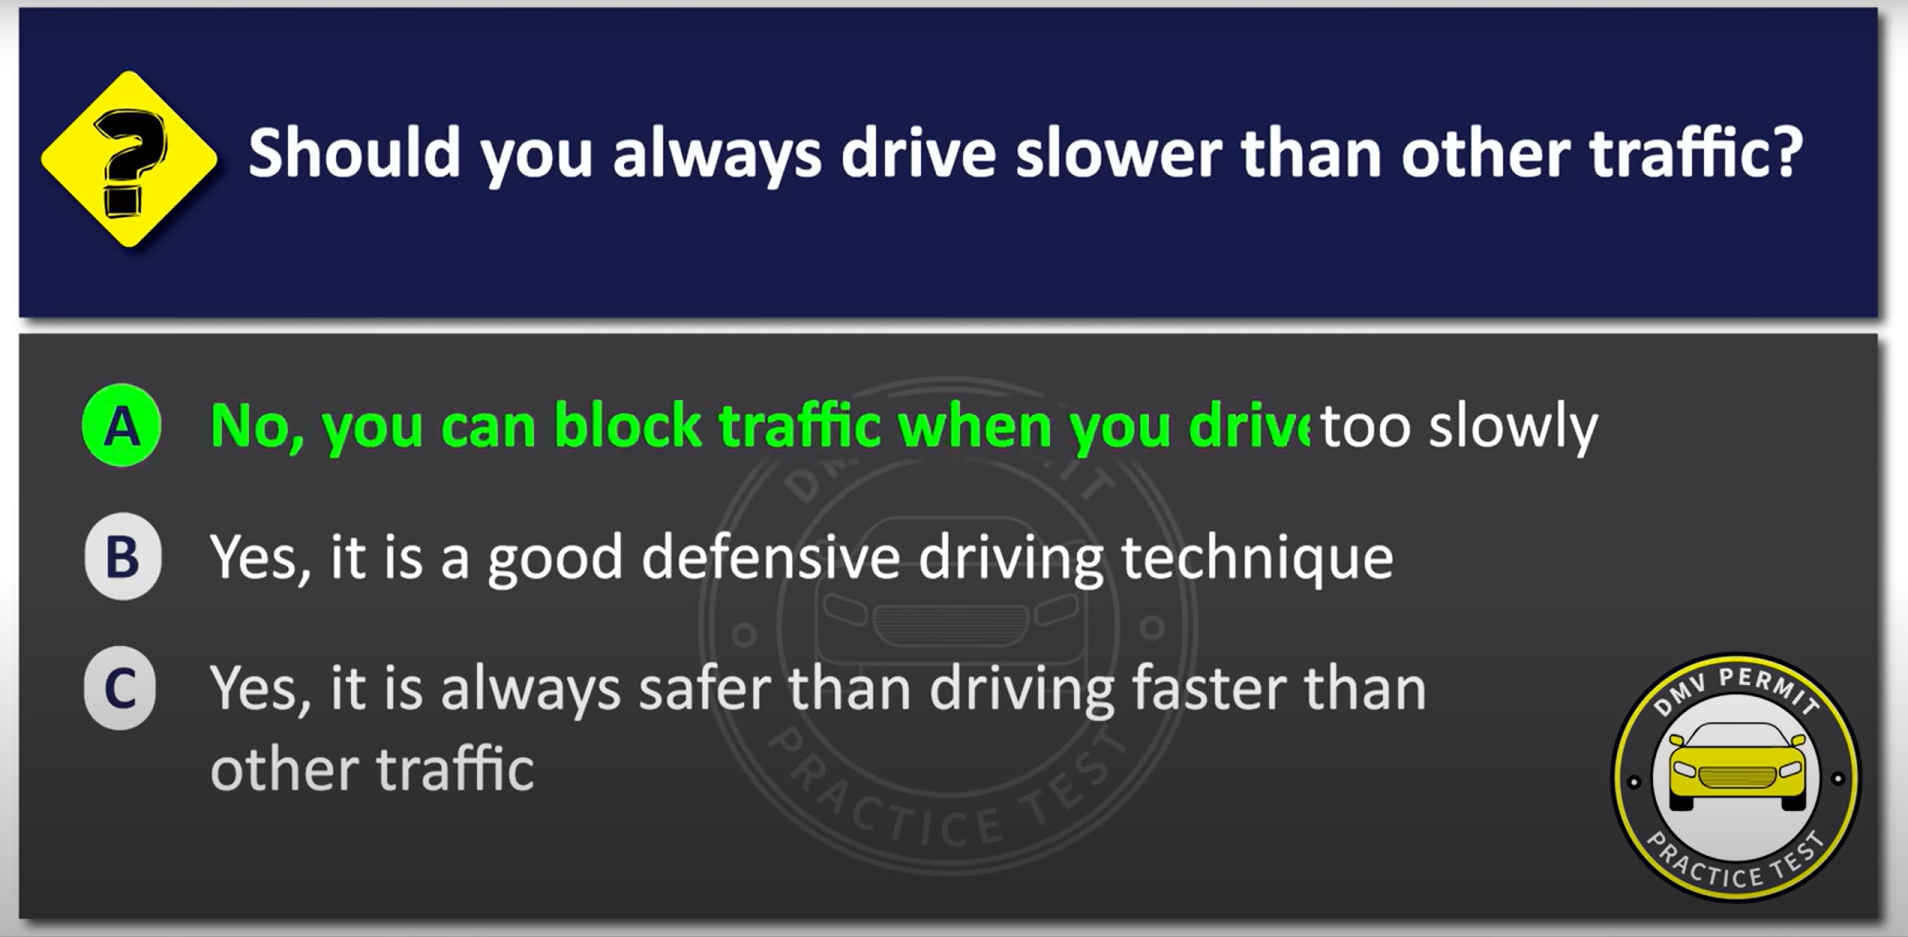 ?
Should you always drive slower than other traffic?
A No, you can block traffic when you drive too slowly
B Yes, it is a good defensive driving technique
C Yes, it is always safer than driving faster than
other traffic
DMV PERMIT
PRACTICE TEST
DMV PERMIT
PRACTICE TEST